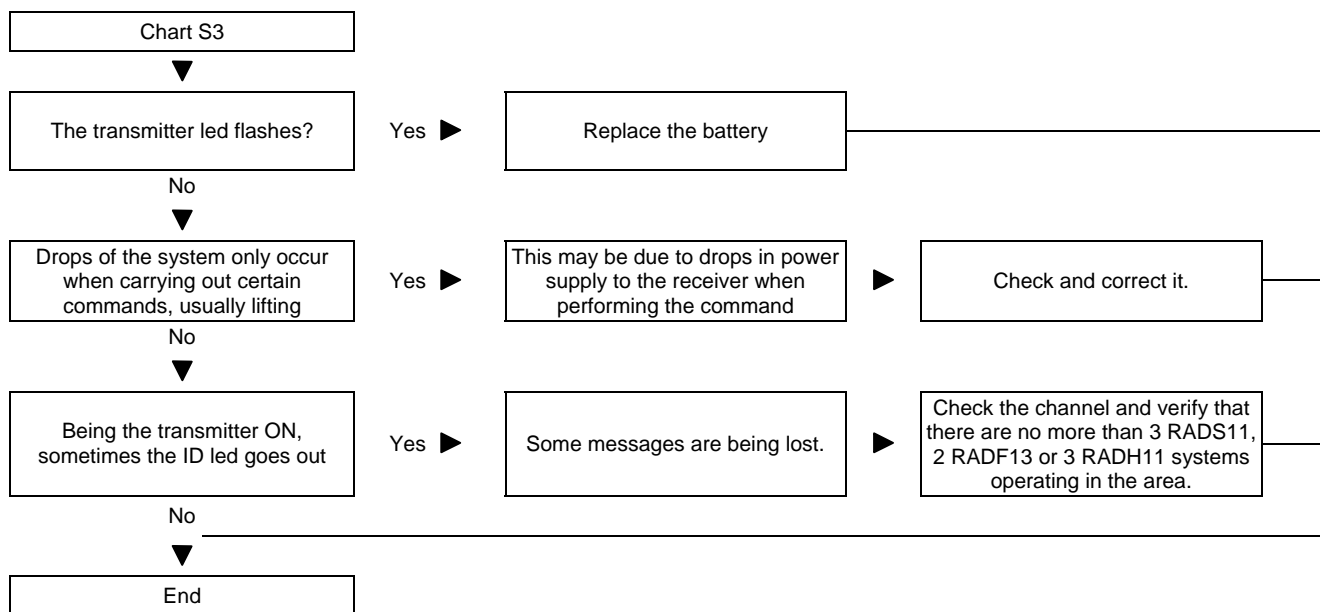 Chart S3
The transmitter led flashes?
Yes
Replace the battery
No
Drops of the system only occur
when carrying out certain
commands, usually lifting
Yes
This may be due to drops in power
supply to the receiver when
performing the command
Check and correct it.
No
Being the transmitter ON,
sometimes the ID led goes out
Yes
Some messages are being lost.
Check the channel and verify that
there are no more than 3 RADS11,
2 RADF13 or 3 RADH11 systems
operating in the area.
No
End